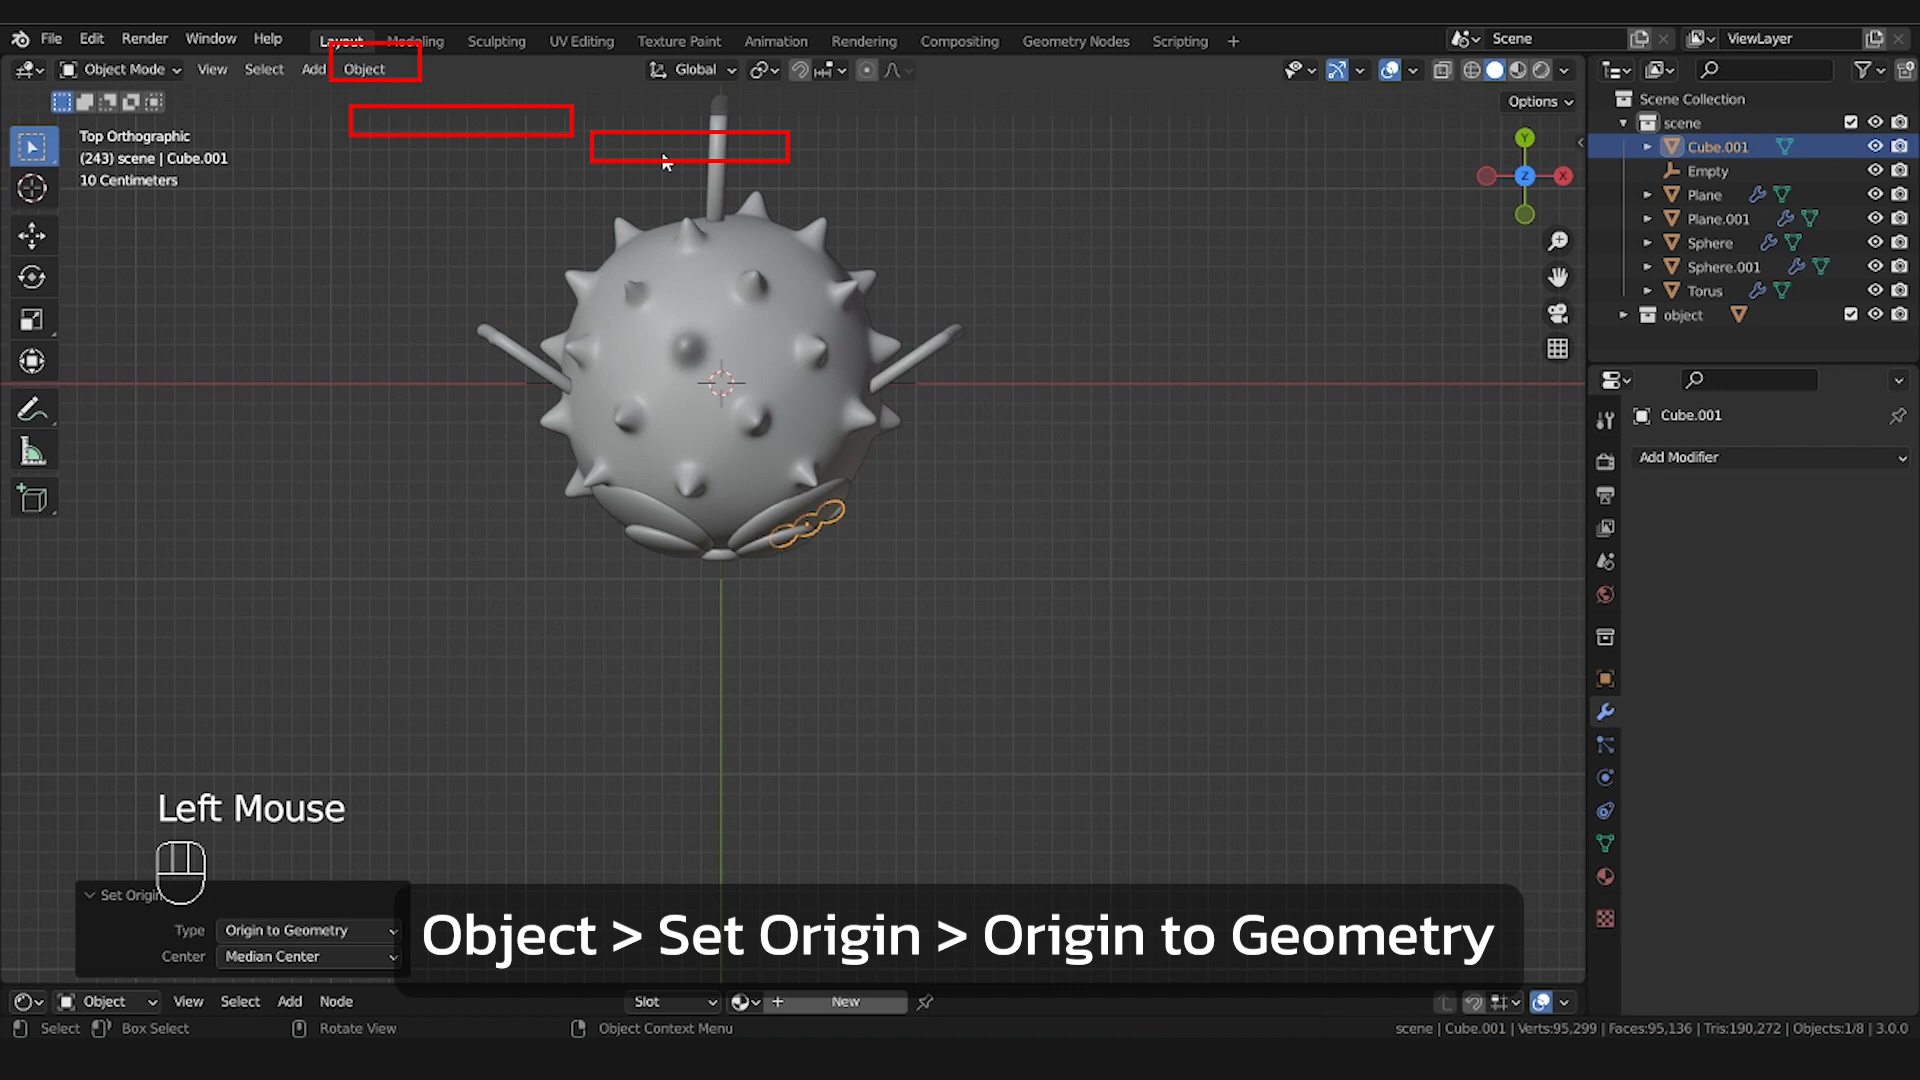 File Edit Render Window Help Layout Modeling Sculpting UV Editing Texture Paint Animation Rendering Compositing Geometry Nodes Scripting + Scene ViewLayer
Object Mode View Select Add Object Global
Options
Top Orthographic
(243) scene | Cube.001
10 Centimeters
Y
Z
X
Scene Collection
scene
Cube.001
Empty
Plane
Plane.001
Sphere
Sphere.001
Torus
object
Cube.001
Add Modifier
Left Mouse
Set Origin
Type Origin to Geometry
Center Median Center
Object > Set Origin > Origin to Geometry
Object View Select Add Node Slot + New
Select Box Select Rotate View Object Context Menu scene | Cube.001 | Verts:95,299 | Faces:95,136 | Tris:190,272 | Objects:1/8 | 3.0.0